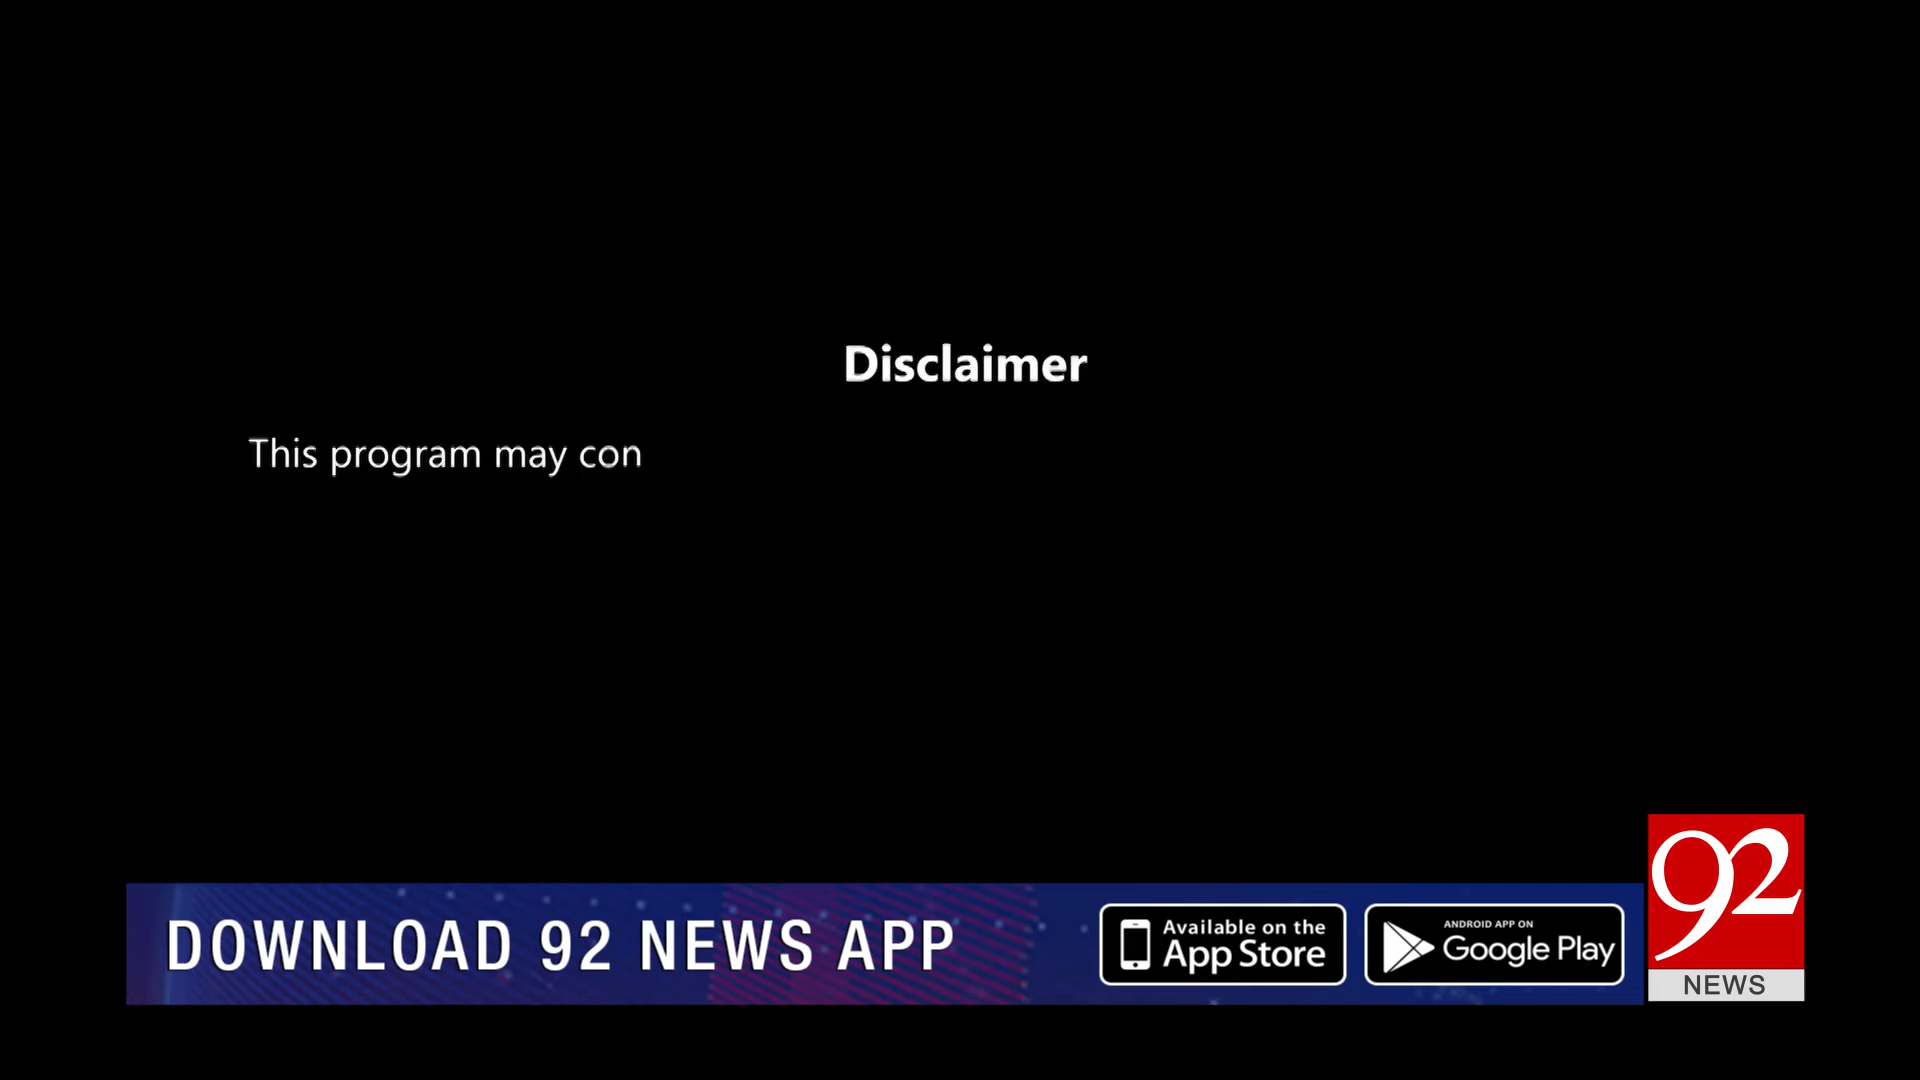 Disclaimer
This program may con
DOWNLOAD 92 NEWS APP
Available on the
App Store
ANDROID APP ON
Google Play
92
NEWS